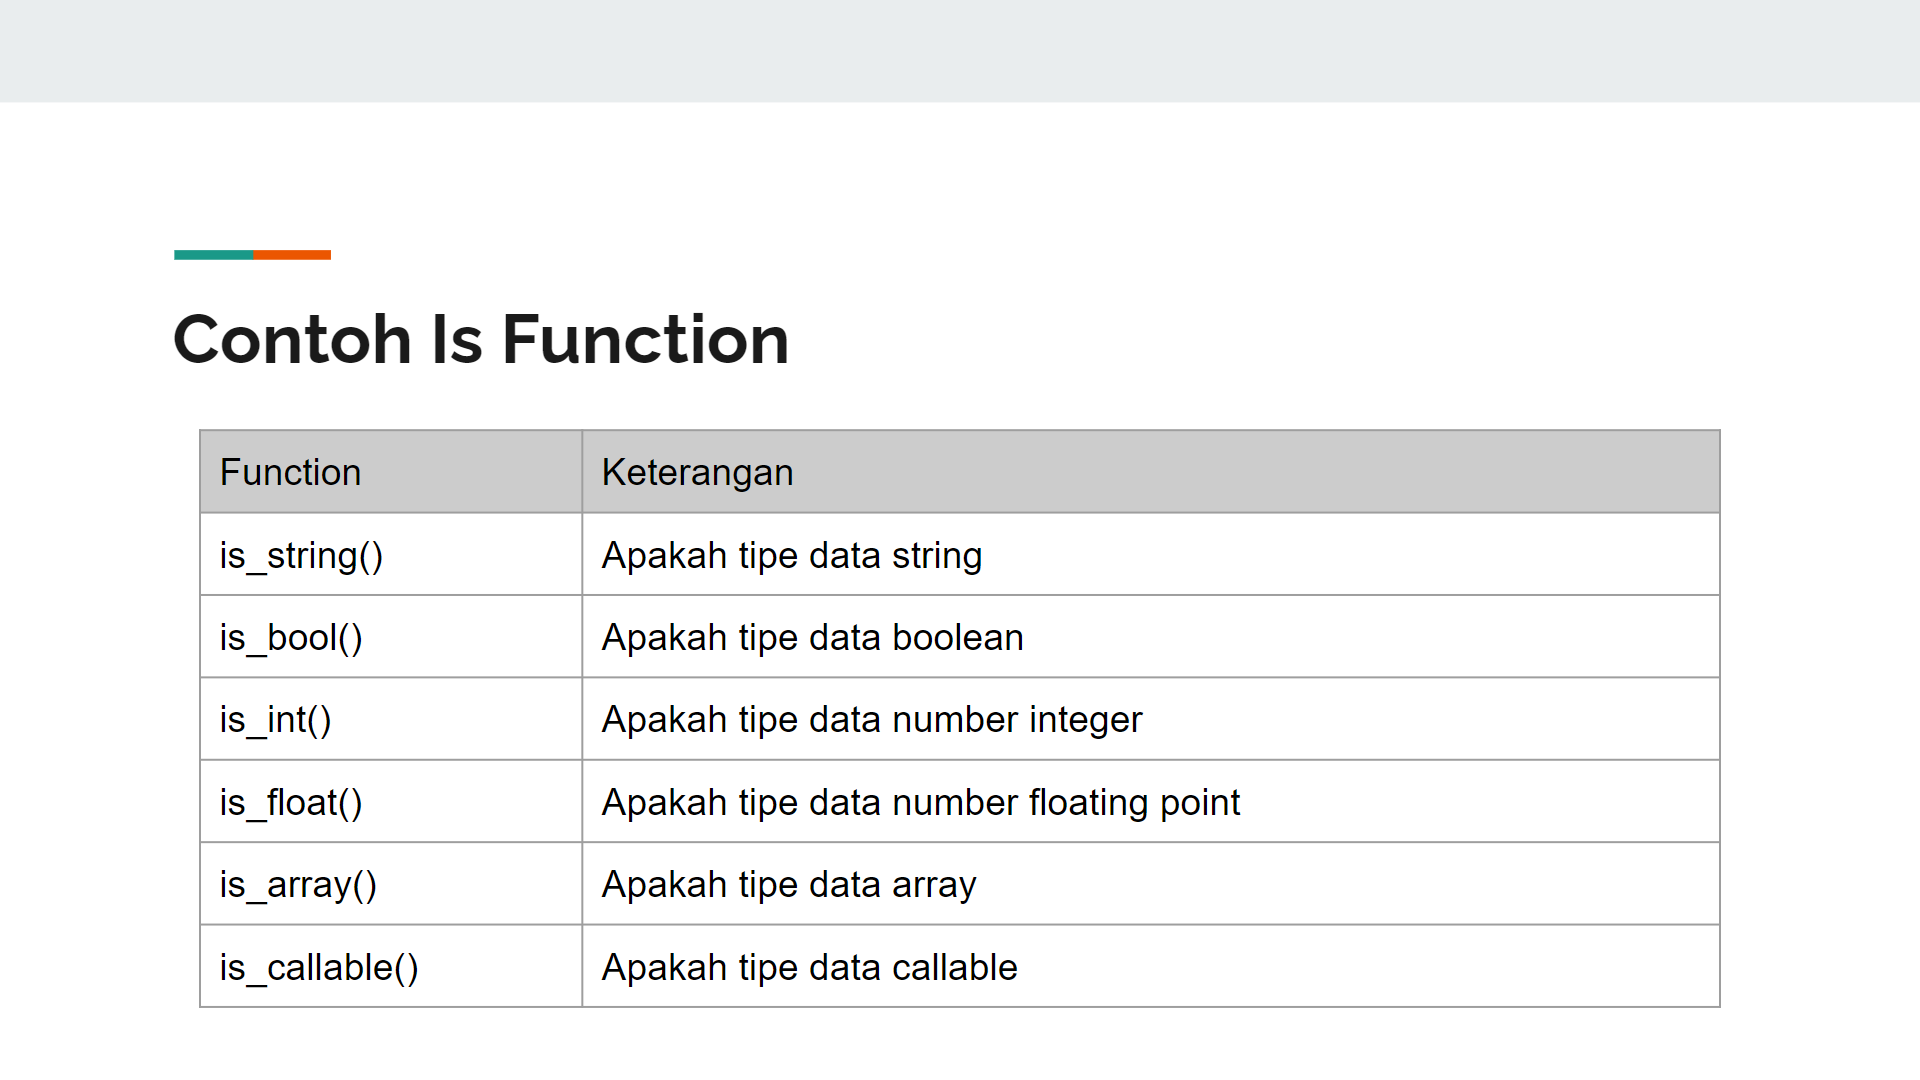 Contoh Is Function
Function Keterangan
is_string() Apakah tipe data string
is_bool() Apakah tipe data boolean
is_int() Apakah tipe data number integer
is_float() Apakah tipe data number floating point
is_array() Apakah tipe data array
is_callable() Apakah tipe data callable